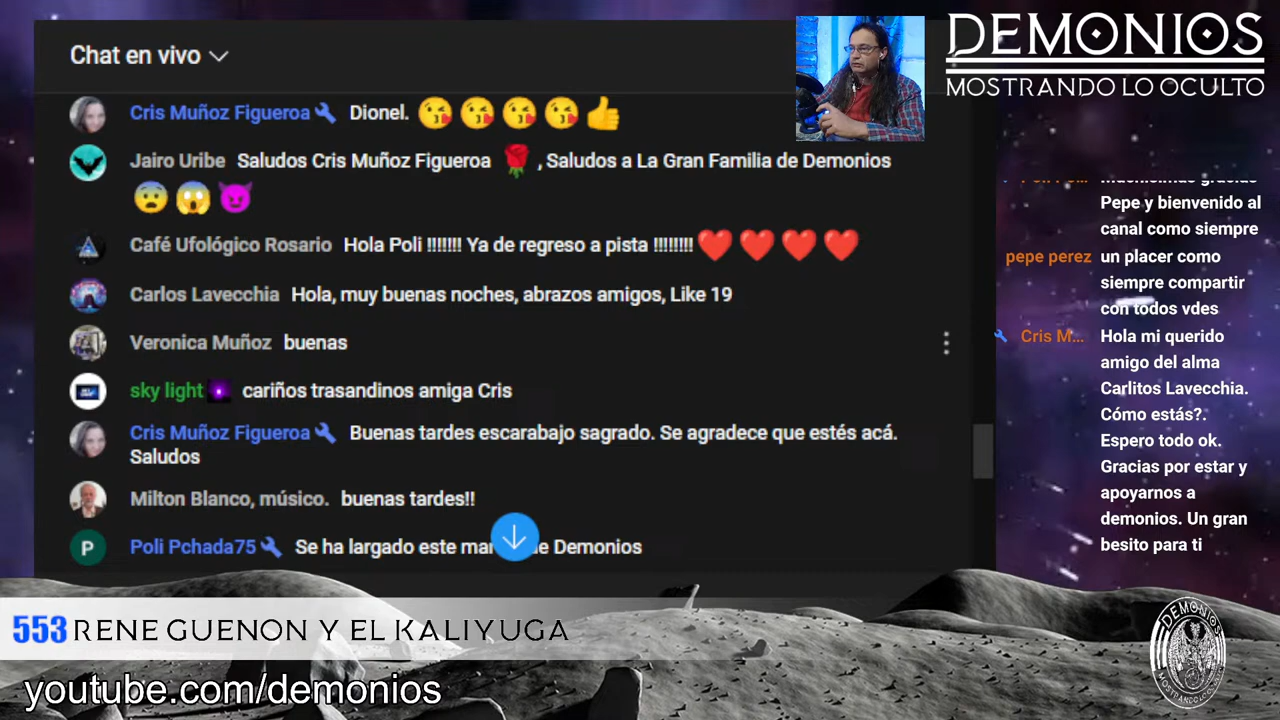 Chat en vivo
Cris Muñoz Figueroa Dionel. 😘😘😘😘👍
Jairo Uribe Saludos Cris Muñoz Figueroa 🌹 , Saludos a La Gran Familia de Demonios
😨😱😈
Café Ufológico Rosario Hola Poli !!!!!!! Ya de regreso a pista !!!!!!!! ❤️❤️❤️❤️
Carlos Lavecchia Hola, muy buenas noches, abrazos amigos, Like 19
Veronica Muñoz buenas
sky light cariños trasandinos amiga Cris
Cris Muñoz Figueroa Buenas tardes escarabajo sagrado. Se agradece que estés acá.
Saludos
Milton Blanco, músico. buenas tardes!!
P Poli Pchada75 Se ha largado este de Demonios
DEMONIOS
MOSTRANDO LO OCULTO
Pepe y bienvenido al
canal como siempre
pepe perez un placer como
siempre compartir
con todos vdes
Cris M... Hola mi querido
amigo del alma
Carlitos Lavecchia.
Cómo estás?.
Espero todo ok.
Gracias por estar y
apoyarnos a
demonios. Un gran
besito para ti
553 RENE GUENON Y EL KALIYUGA
youtube.com/demonios
DEMONIOS
MOSTRANDO LO OCULTO